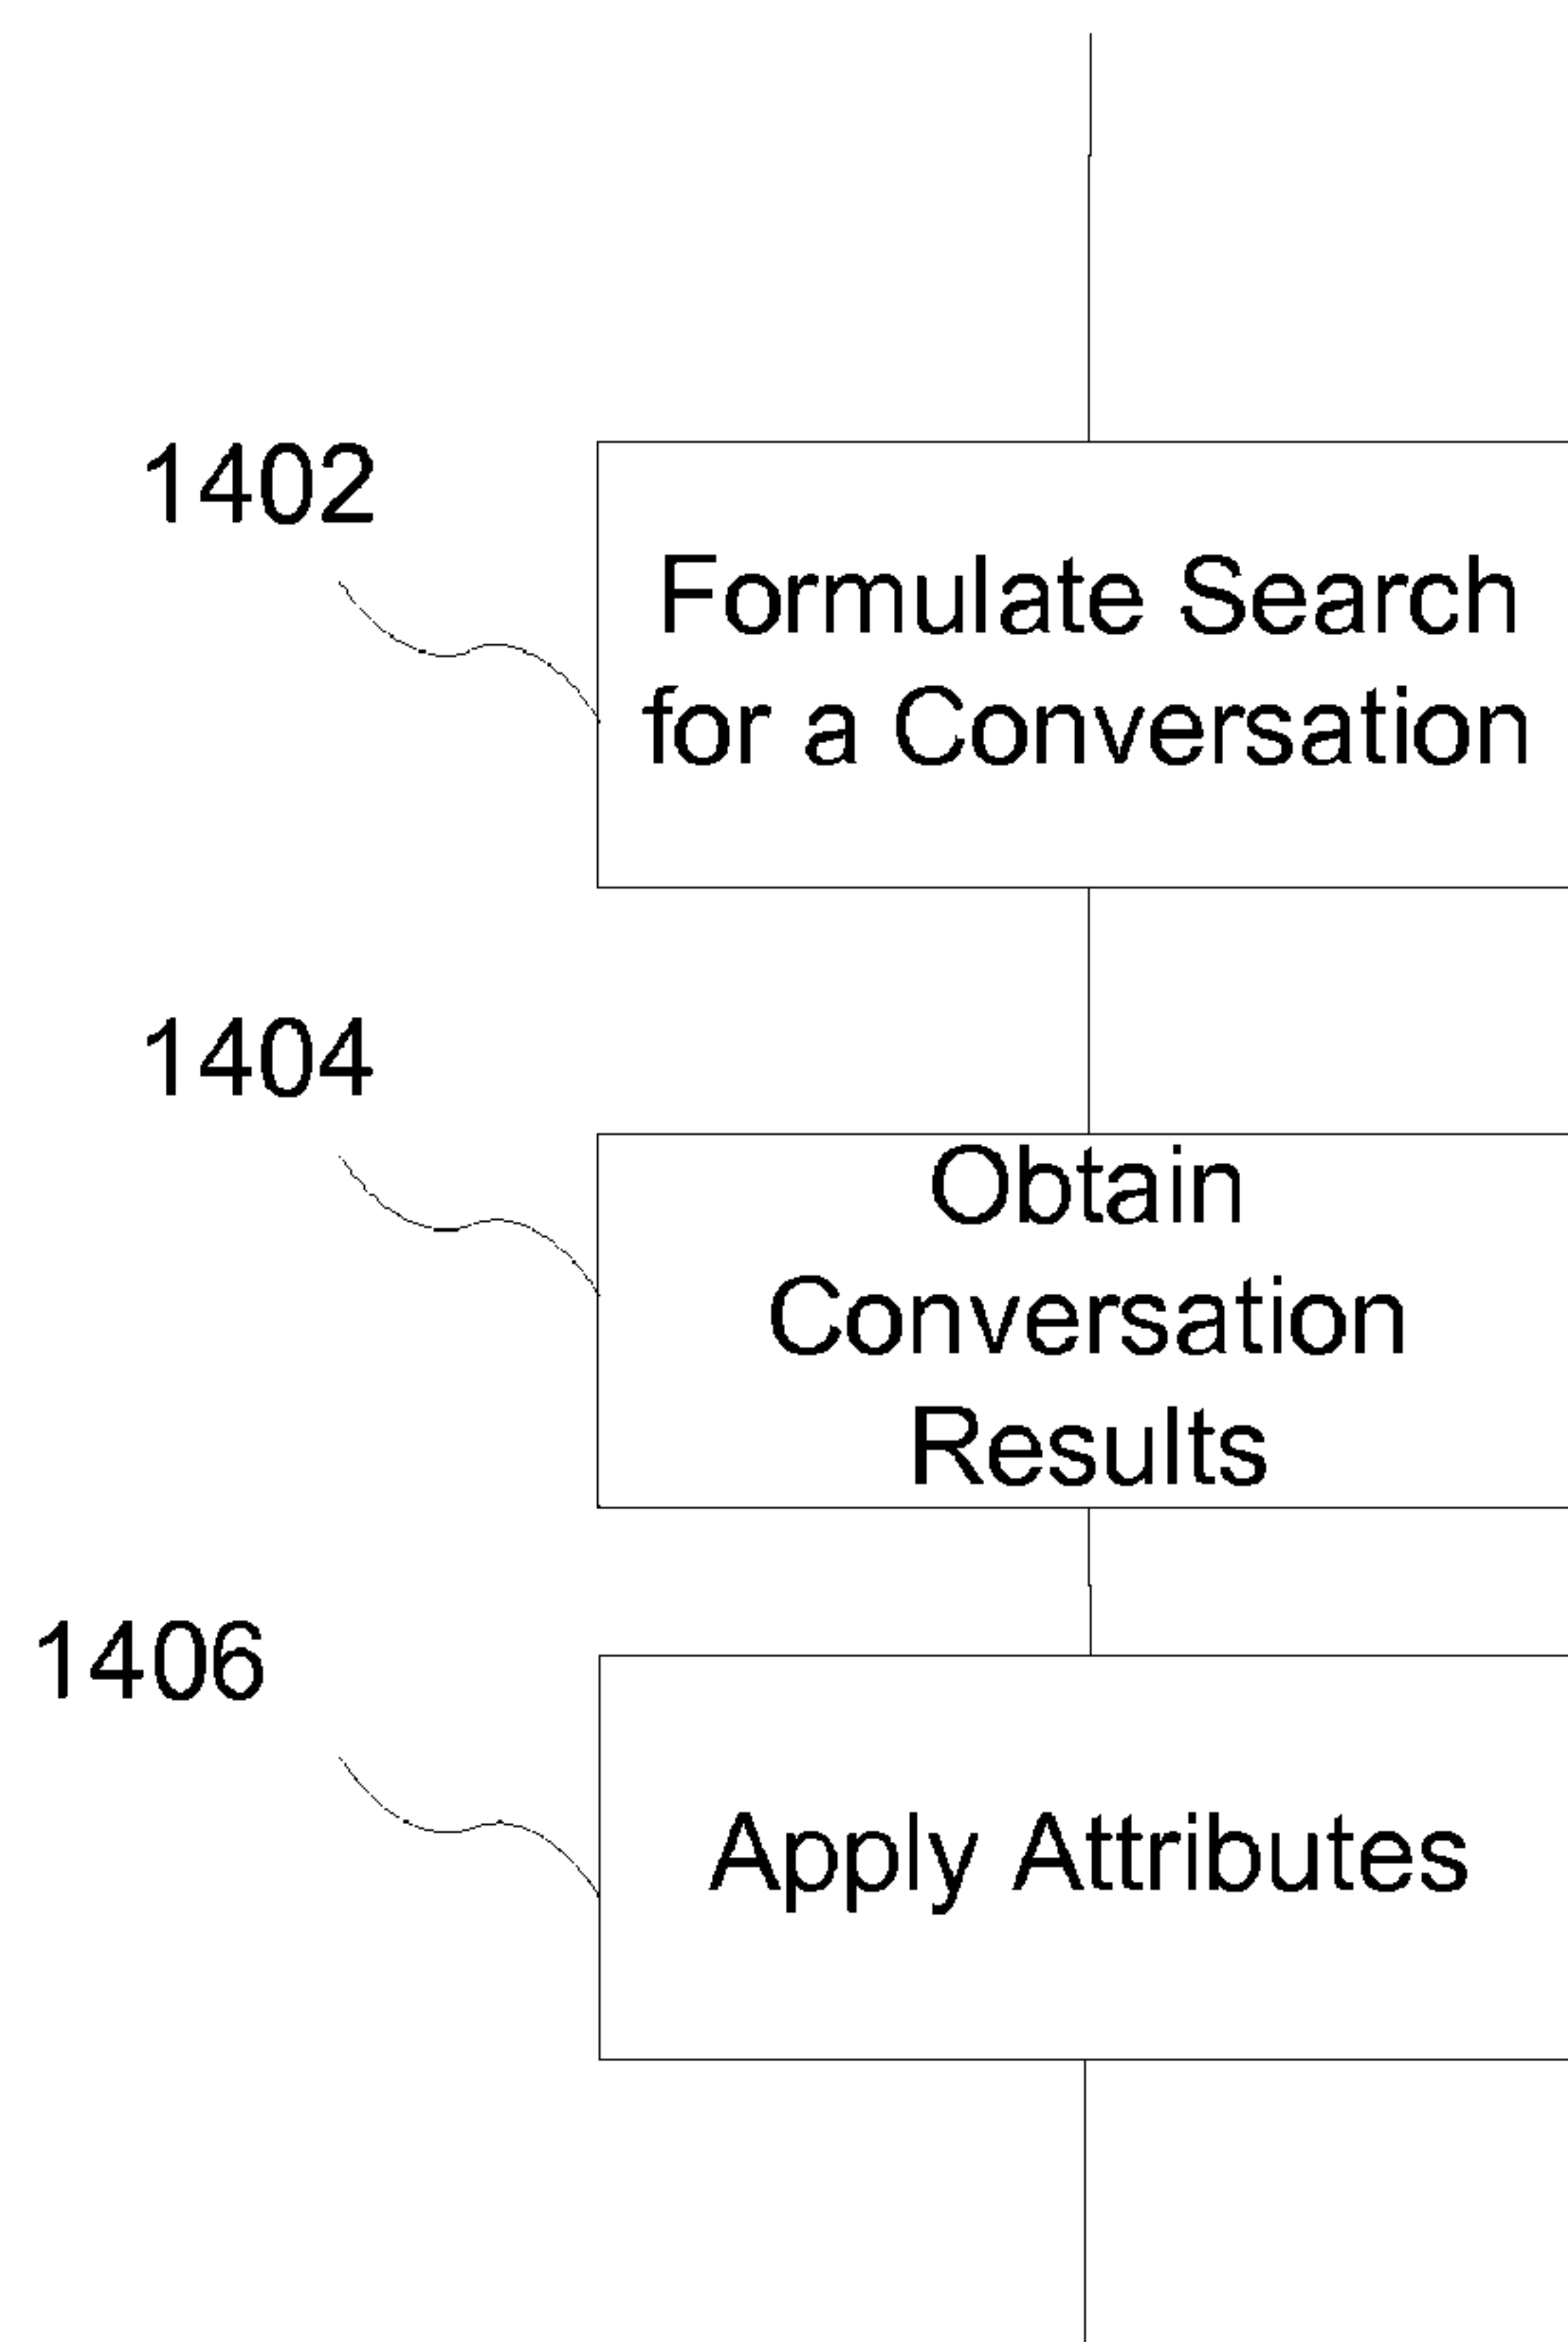 1402
Formulate Search
for a Conversation
1404
Obtain
Conversation
Results
1406
Apply Attributes